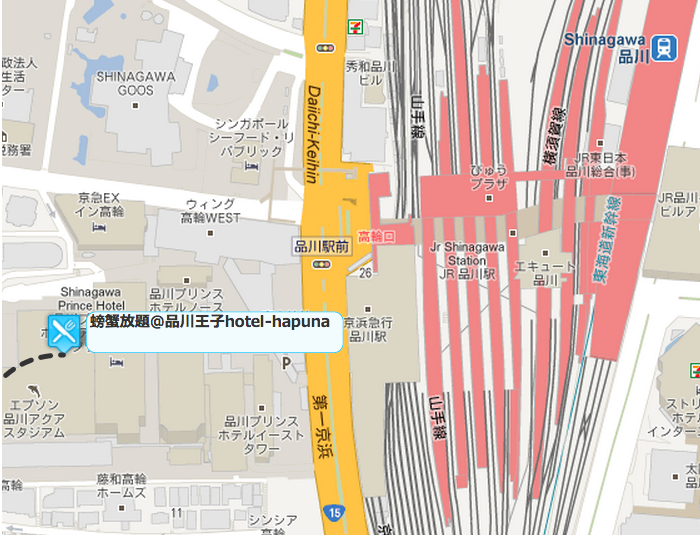 Shinagawa
品川
政法人
生活
ター
SHINAGAWA
GOOS
秀和品川
ビル
Daiichi-Keihin
山手線
横須賀線
シンガポール
シーフード・リ
パブリック
税務署
びゅう
プラザ
JR東日本
品川総合(事)
京急EX
イン高輪
ウィング
高輪WEST
JR品川
品川駅前
高輪口
26
Jr Shinagawa
Station
JR 品川駅
エキュート
品川
東海道新幹線
Shinagawa
Prince Hotel
品川プリンス
ホテルノース
螃蟹放題@品川王子hotel-hapuna
京浜急行
品川駅
P
エプソン
品川アクア
スタジアム
品川プリンス
ホテルイースト
タワー
第一京浜
山手線
ストリ
ホテ
インター
藤和高輪
ホームズ
高輪
11
15
シンシア
高輪
太
品
京